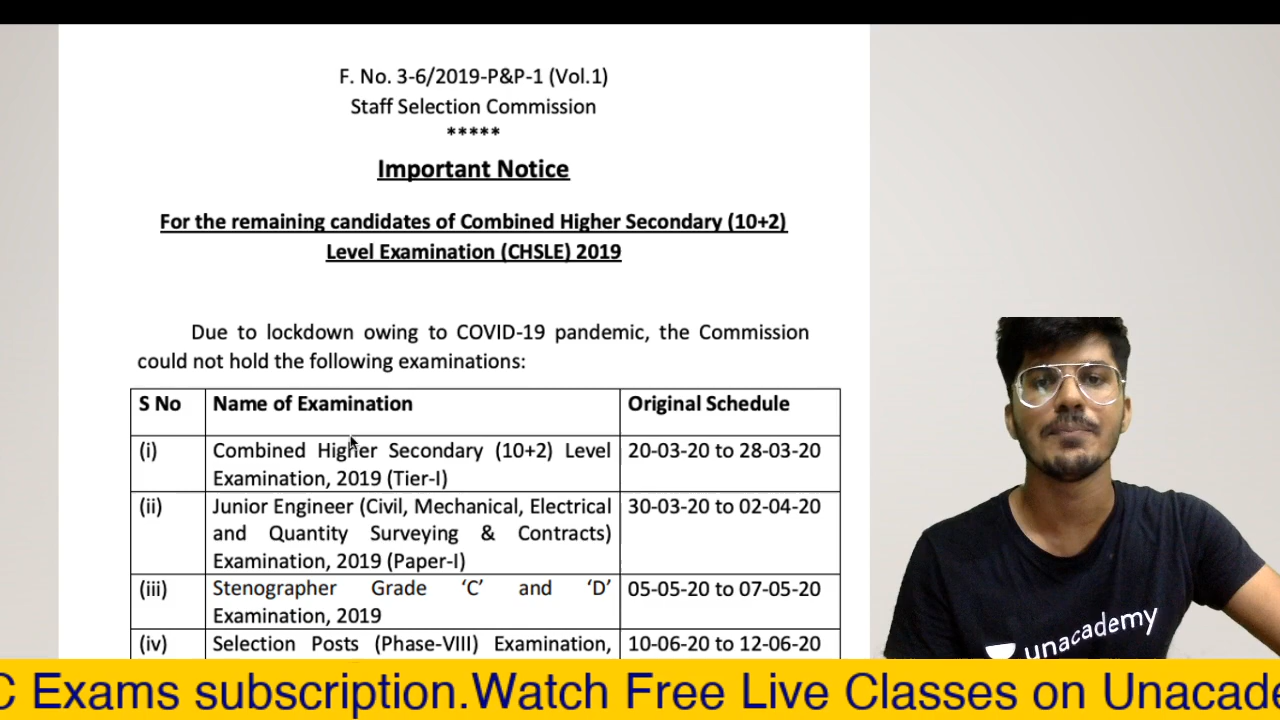 F. No. 3-6/2019-P&P-1 (Vol.1)
Staff Selection Commission
*****
Important Notice
For the remaining candidates of Combined Higher Secondary (10+2)
Level Examination (CHSLE) 2019
Due to lockdown owing to COVID-19 pandemic, the Commission
could not hold the following examinations:
S No Name of Examination Original Schedule
(i) Combined Higher Secondary (10+2) Level 20-03-20 to 28-03-20
Examination, 2019 (Tier-I)
(ii) Junior Engineer (Civil, Mechanical, Electrical 30-03-20 to 02-04-20
and Quantity Surveying & Contracts)
Examination, 2019 (Paper-I)
(iii) Stenographer Grade ‘C’ and ‘D’ 05-05-20 to 07-05-20
Examination, 2019
(iv) Selection Posts (Phase-VIII) Examination, 10-06-20 to 12-06-20
unacademy
C Exams subscription.Watch Free Live Classes on Unacade